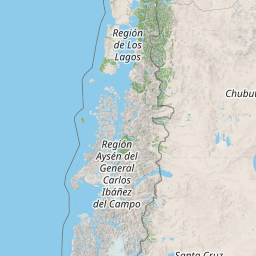 Región
de Los
Lagos
Chubut
Región
Aysén del
General
Carlos
Ibáñez
del Campo
Santa Cruz